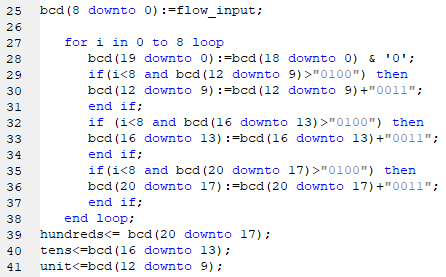 25 bcd(8 downto 0):=flow_input;
26
27 for i in 0 to 8 loop
28 bcd(19 downto 0):=bcd(18 downto 0) & '0';
29 if(i<8 and bcd(12 downto 9)>"0100") then
30 bcd(12 downto 9):=bcd(12 downto 9)+"0011";
31 end if;
32 if (i<8 and bcd(16 downto 13)>"0100") then
33 bcd(16 downto 13):=bcd(16 downto 13)+"0011";
34 end if;
35 if(i<8 and bcd(20 downto 17)>"0100") then
36 bcd(20 downto 17):=bcd(20 downto 17)+"0011";
37 end if;
38 end loop;
39 hundreds<= bcd(20 downto 17);
40 tens<=bcd(16 downto 13);
41 unit<=bcd(12 downto 9);